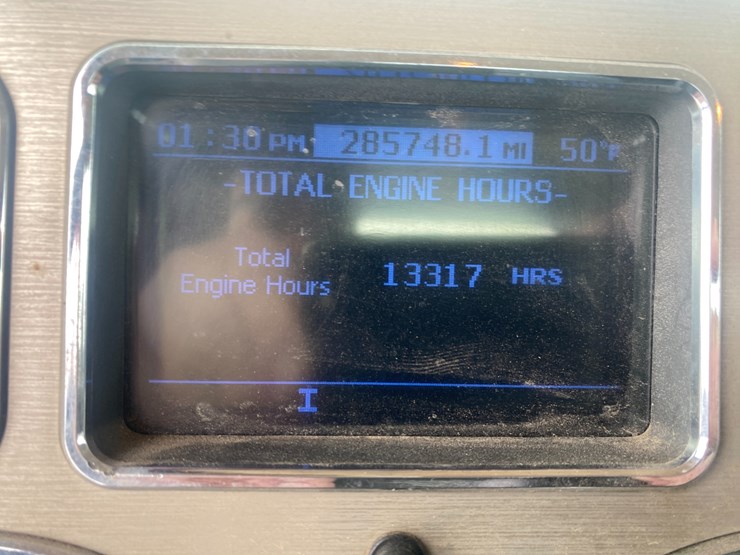 01:30 PM 285748.1 MI 50°F
-TOTAL ENGINE HOURS-
Total
Engine Hours 13317 HRS
I